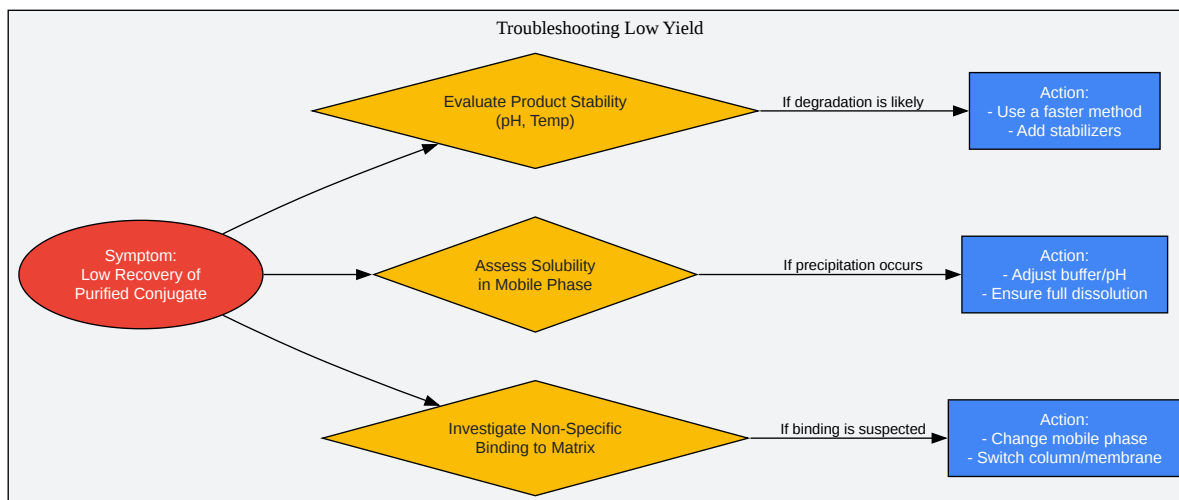 Troubleshooting Low Yield
Evaluate Product Stability
(pH, Temp)
If degradation is likely
Action:
- Use a faster method
- Add stabilizers
Symptom:
Low Recovery of
Purified Conjugate
Assess Solubility
in Mobile Phase
If precipitation occurs
Action:
- Adjust buffer/pH
- Ensure full dissolution
Investigate Non-Specific
Binding to Matrix
If binding is suspected
Action:
- Change mobile phase
- Switch column/membrane